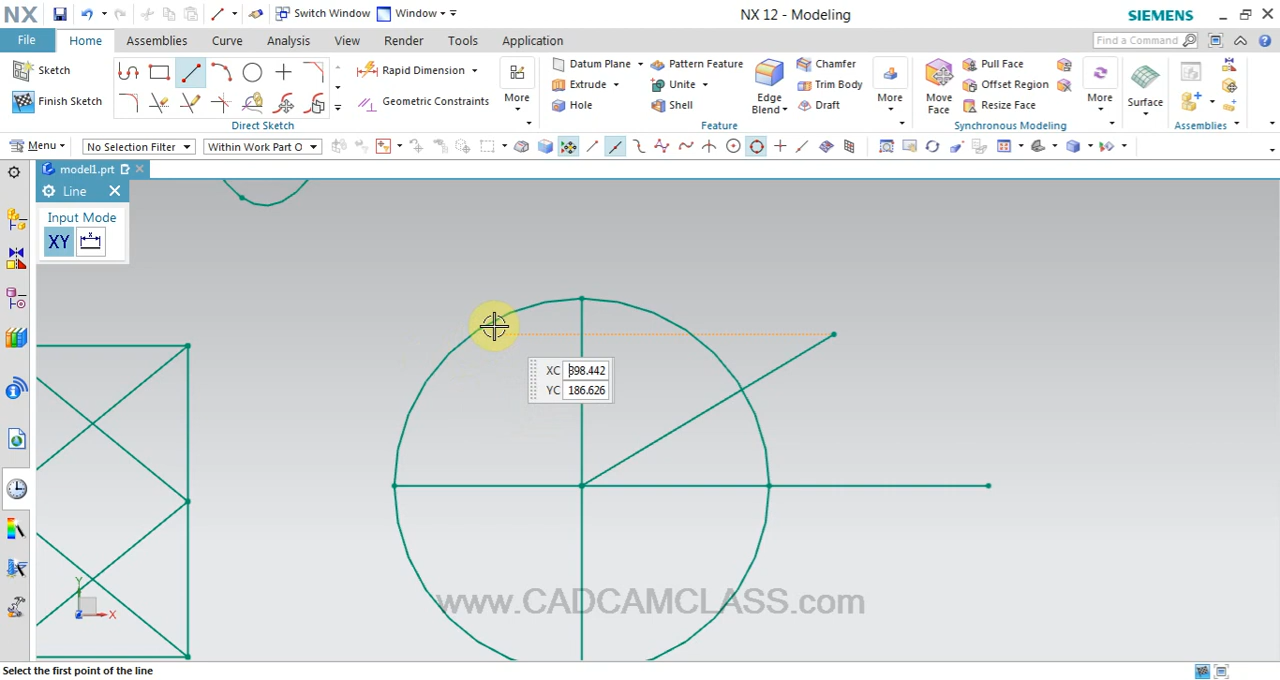 NX Switch Window Window NX 12 - Modeling SIEMENS
File Home Assemblies Curve Analysis View Render Tools Application Find a Command
Sketch Rapid Dimension Datum Plane Pattern Feature Chamfer Pull Face
Extrude Unite Trim Body Offset Region
Finish Sketch Geometric Constraints More Hole Shell Edge Blend Draft More Move Face Resize Face More Surface
Direct Sketch Feature Synchronous Modeling Assemblies
Menu No Selection Filter Within Work Part O
model1.prt
Line
Input Mode
XY
XC 398.442
YC 186.626
Y
X
www.CADCAMCLASS.com
Select the first point of the line